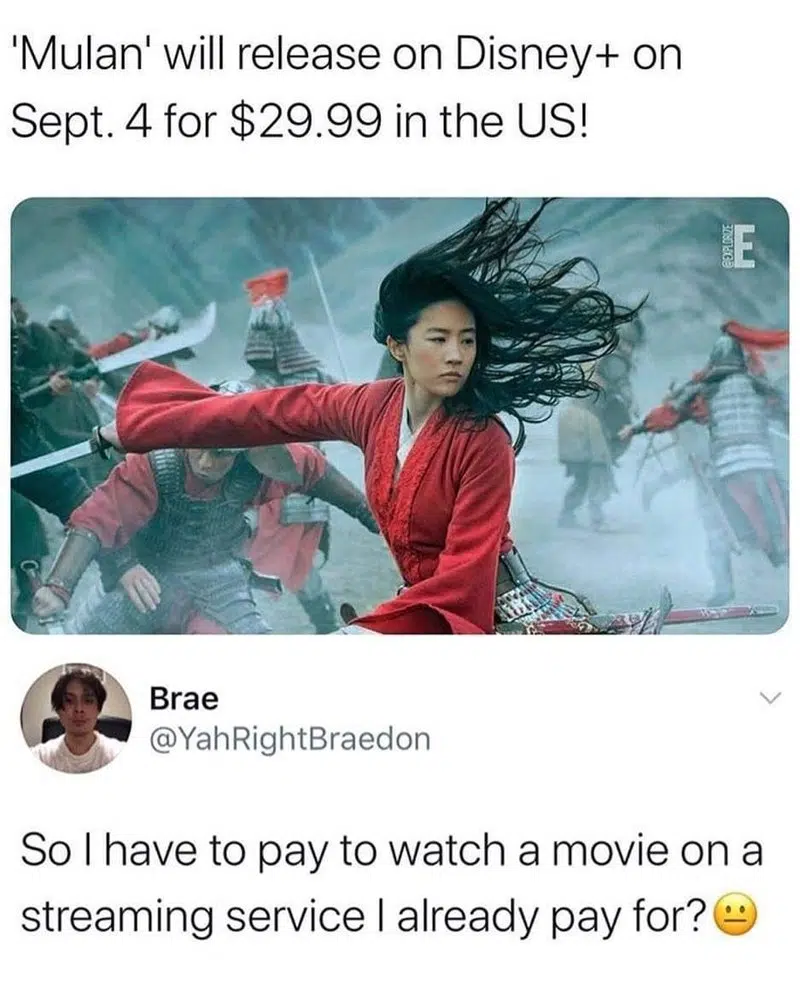 'Mulan' will release on Disney+ on
Sept. 4 for $29.99 in the US!
@EXPLORIZE
E
Brae
@YahRightBraedon
So I have to pay to watch a movie on a
streaming service I already pay for?😐